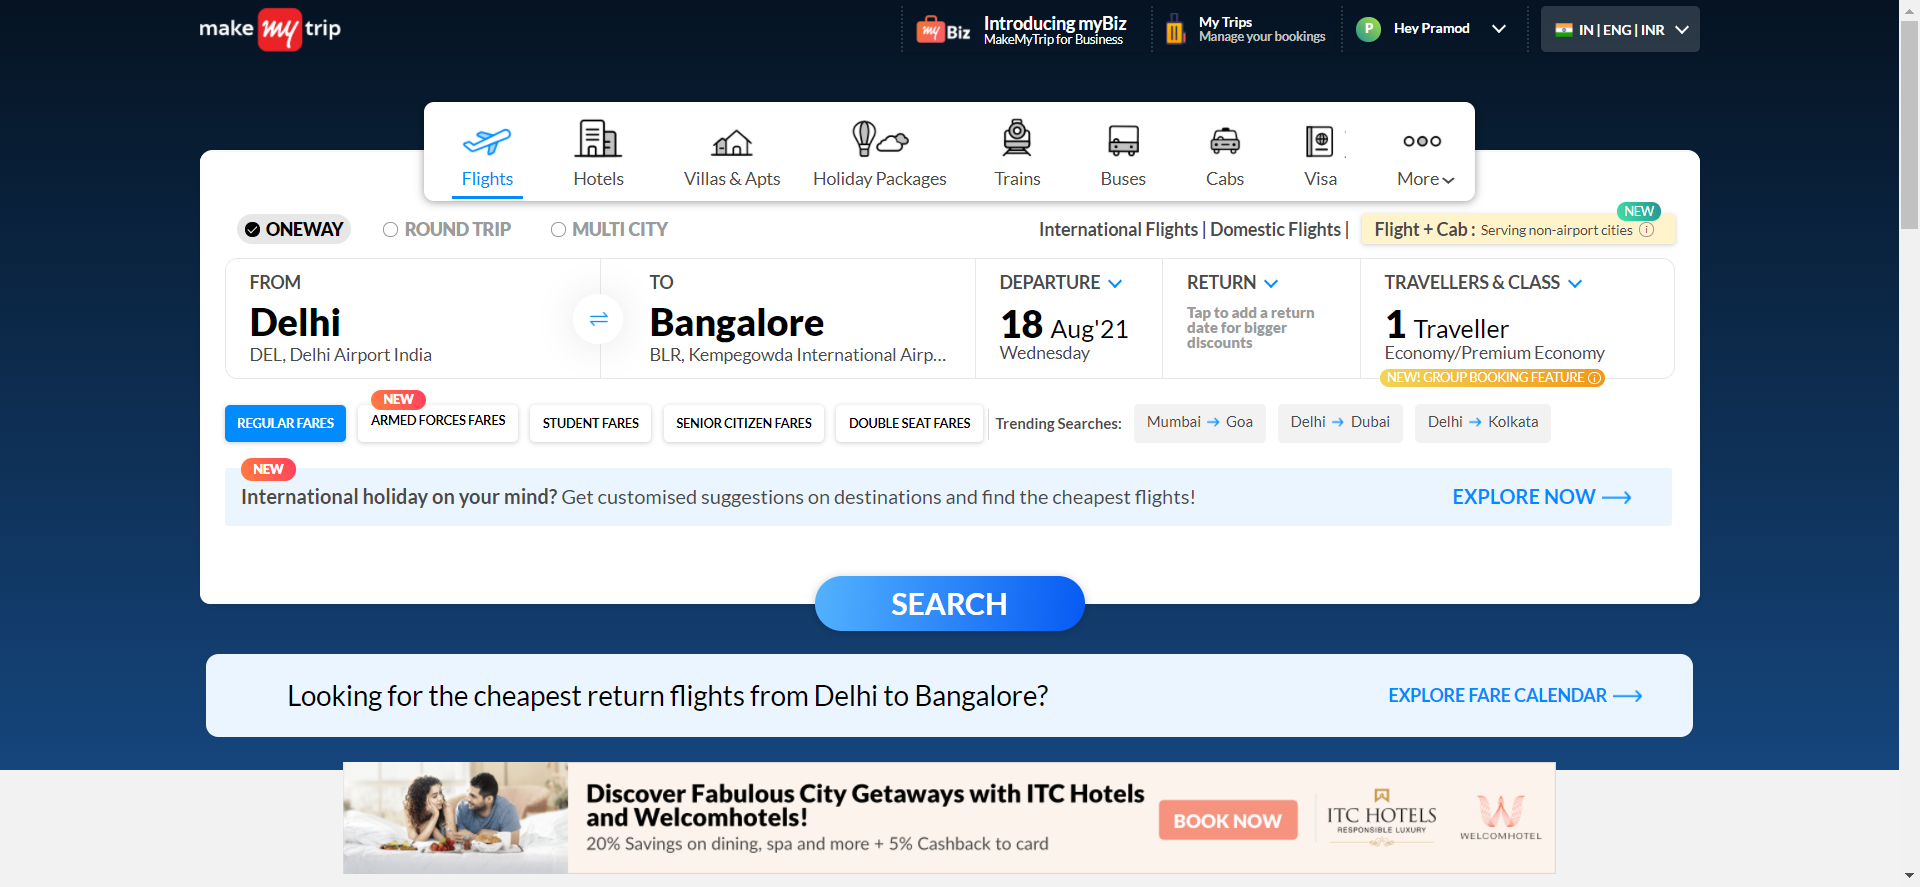 make my trip
my Biz
Introducing myBiz
MakeMyTrip for Business
My Trips
Manage your bookings
P
Hey Pramod
IN | ENG | INR
Flights
Hotels
Villas & Apts
Holiday Packages
Trains
Buses
Cabs
Visa
More
ONEWAY
ROUND TRIP
MULTI CITY
International Flights | Domestic Flights |
NEW
Flight + Cab : Serving non-airport cities
FROM
Delhi
DEL, Delhi Airport India
TO
Bangalore
BLR, Kempegowda International Airp...
DEPARTURE
18 Aug'21
Wednesday
RETURN
Tap to add a return
date for bigger
discounts
TRAVELLERS & CLASS
1 Traveller
Economy/Premium Economy
NEW! GROUP BOOKING FEATURE
REGULAR FARES
NEW
ARMED FORCES FARES
STUDENT FARES
SENIOR CITIZEN FARES
DOUBLE SEAT FARES
Trending Searches:
Mumbai → Goa
Delhi → Dubai
Delhi → Kolkata
NEW
International holiday on your mind? Get customised suggestions on destinations and find the cheapest flights!
EXPLORE NOW
SEARCH
Looking for the cheapest return flights from Delhi to Bangalore?
EXPLORE FARE CALENDAR
Discover Fabulous City Getaways with ITC Hotels
and Welcomhotels!
20% Savings on dining, spa and more + 5% Cashback to card
BOOK NOW
ITC HOTELS
RESPONSIBLE LUXURY
WELCOMHOTEL